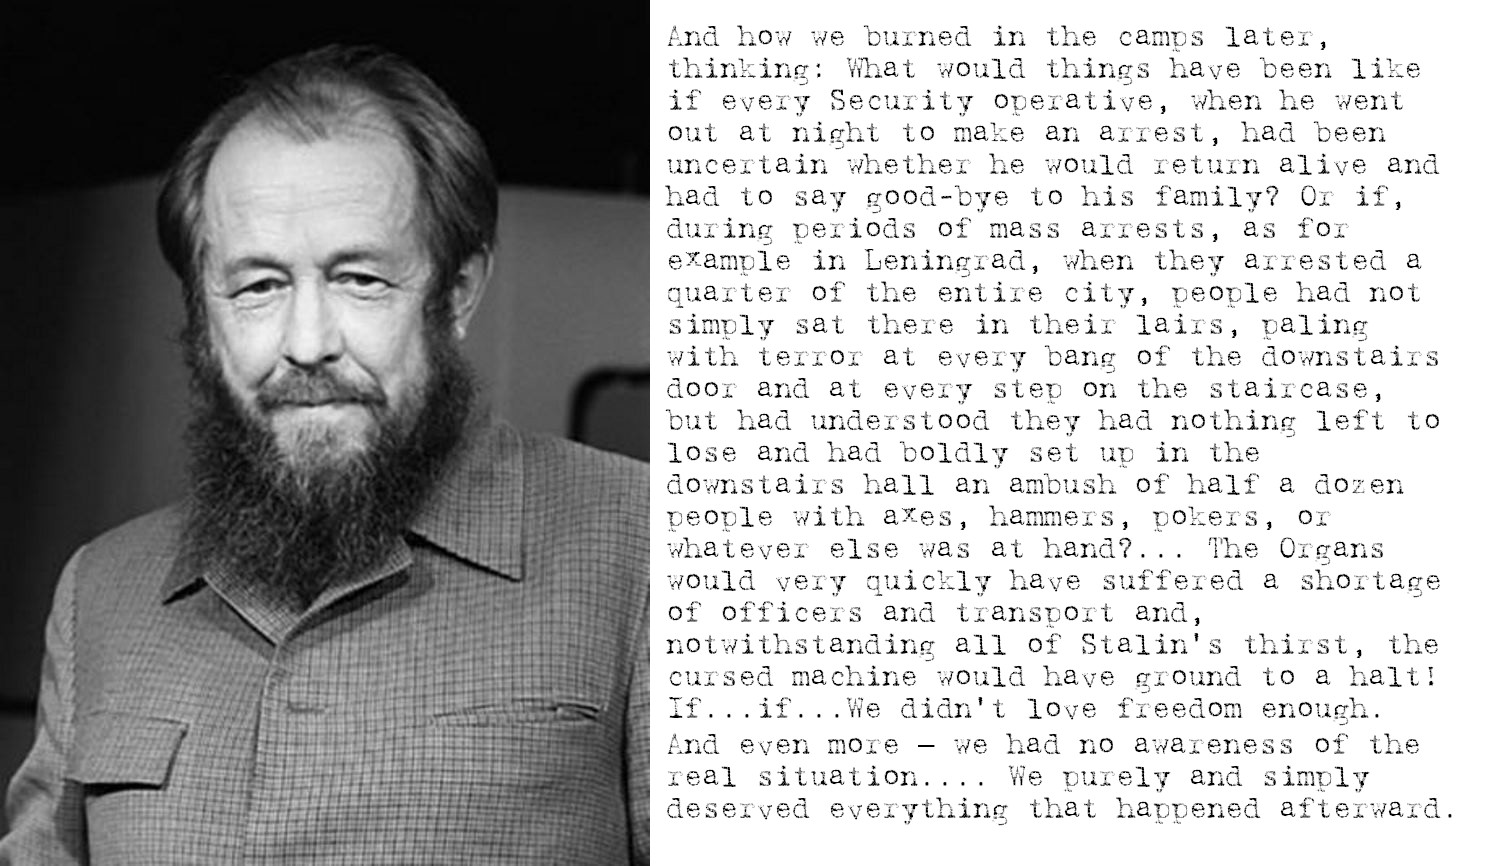 And how we burned in the camps later,
thinking: What would things have been like
if every Security operative, when he went
out at night to make an arrest, had been
uncertain whether he would return alive and
had to say good-bye to his family? Or if,
during periods of mass arrests, as for
example in Leningrad, when they arrested a
quarter of the entire city, people had not
simply sat there in their lairs, paling
with terror at every bang of the downstairs
door and at every step on the staircase,
but had understood they had nothing left to
lose and had boldly set up in the
downstairs hall an ambush of half a dozen
people with axes, hammers, pokers, or
whatever else was at hand?... The Organs
would very quickly have suffered a shortage
of officers and transport and,
notwithstanding all of Stalin's thirst, the
cursed machine would have ground to a halt!
If...if...We didn't love freedom enough.
And even more – we had no awareness of the
real situation.... We purely and simply
deserved everything that happened afterward.